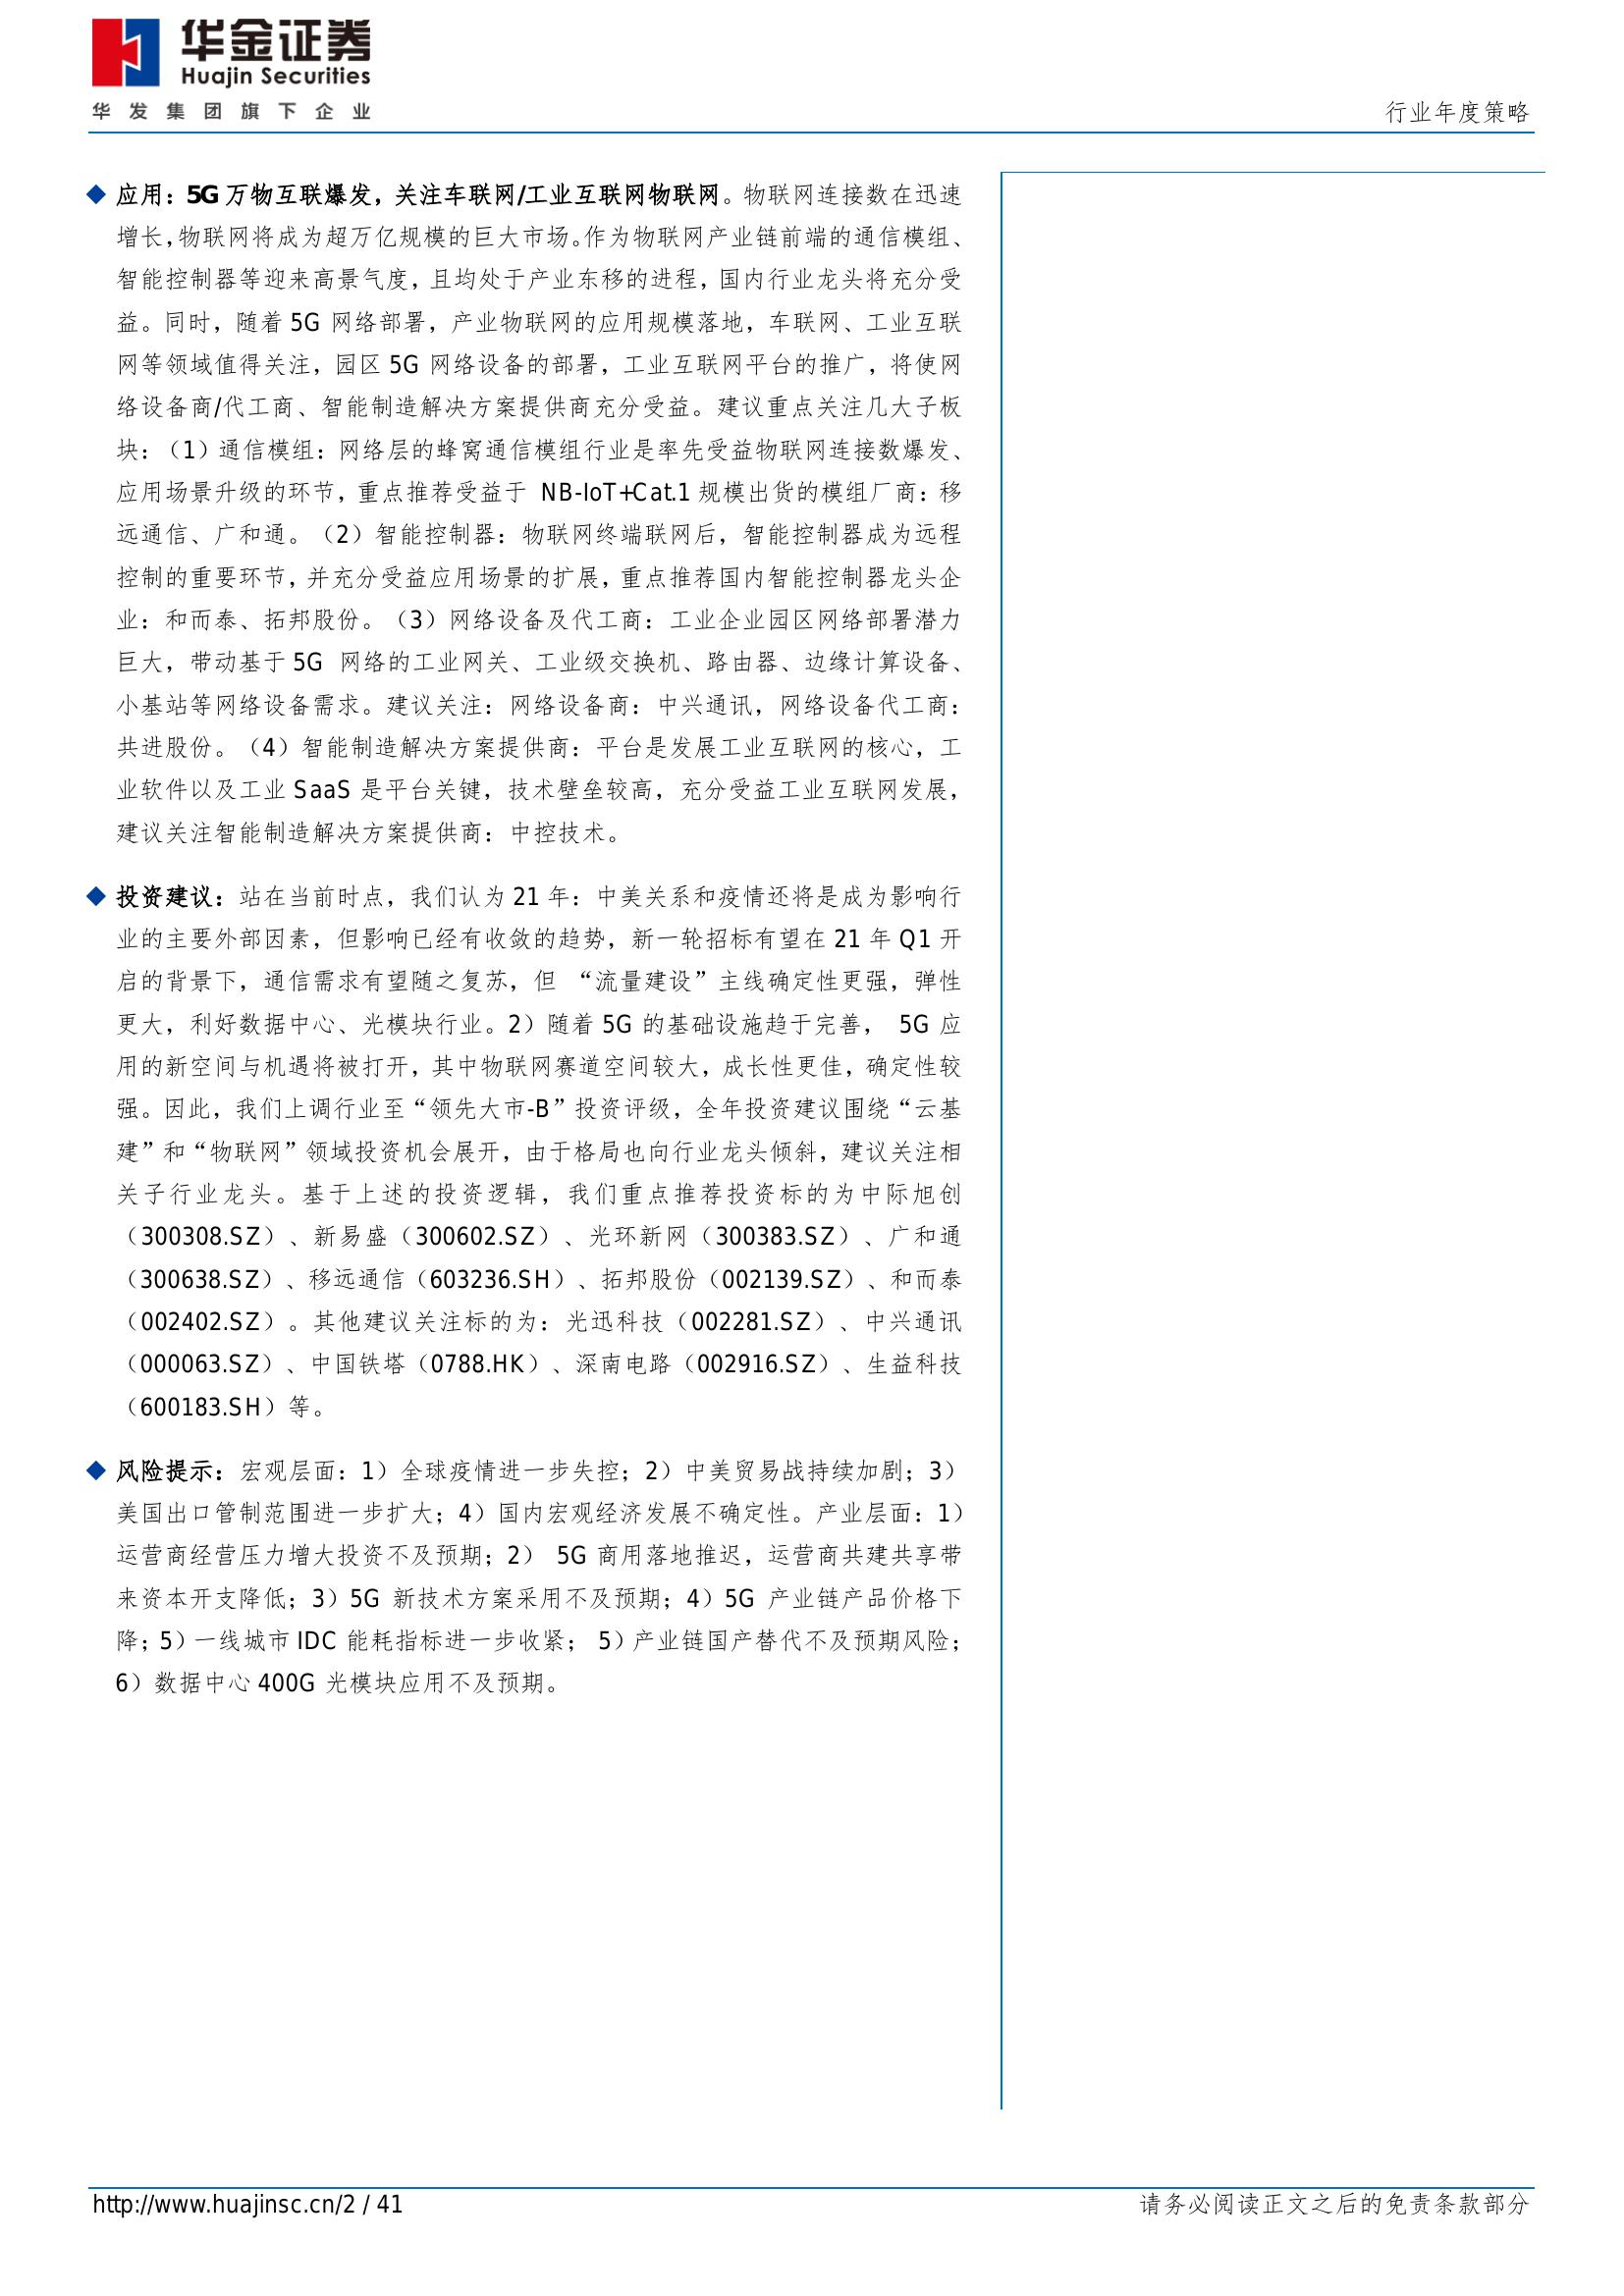 华金证券
Huajin Securities
华发集团旗下企业
行业年度策略
◆ 应用：5G 万物互联爆发，关注车联网/工业互联网物联网。物联网连接数在迅速
增长，物联网将成为超万亿规模的巨大市场。作为物联网产业链前端的通信模组、
智能控制器等迎来高景气度，且均处于产业东移的进程，国内行业龙头将充分受
益。同时，随着 5G 网络部署，产业物联网的应用规模落地，车联网、工业互联
网等领域值得关注，园区 5G 网络设备的部署，工业互联网平台的推广，将使网
络设备商/代工商、智能制造解决方案提供商充分受益。建议重点关注几大子板
块：（1）通信模组：网络层的蜂窝通信模组行业是率先受益物联网连接数爆发、
应用场景升级的环节，重点推荐受益于 NB-IoT+Cat.1 规模出货的模组厂商：移
远通信、广和通。（2）智能控制器：物联网终端联网后，智能控制器成为远程
控制的重要环节，并充分受益应用场景的扩展，重点推荐国内智能控制器龙头企
业：和而泰、拓邦股份。（3）网络设备及代工商：工业企业园区网络部署潜力
巨大，带动基于 5G 网络的工业网关、工业级交换机、路由器、边缘计算设备、
小基站等网络设备需求。建议关注：网络设备商：中兴通讯，网络设备代工商：
共进股份。（4）智能制造解决方案提供商：平台是发展工业互联网的核心，工
业软件以及工业 SaaS 是平台关键，技术壁垒较高，充分受益工业互联网发展，
建议关注智能制造解决方案提供商：中控技术。
◆ 投资建议：站在当前时点，我们认为 21 年：中美关系和疫情还将是成为影响行
业的主要外部因素，但影响已经有收敛的趋势，新一轮招标有望在 21 年 Q1 开
启的背景下，通信需求有望随之复苏，但 “流量建设”主线确定性更强，弹性
更大，利好数据中心、光模块行业。2）随着 5G 的基础设施趋于完善， 5G 应
用的新空间与机遇将被打开，其中物联网赛道空间较大，成长性更佳，确定性较
强。因此，我们上调行业至“领先大市-B”投资评级，全年投资建议围绕“云基
建”和“物联网”领域投资机会展开，由于格局也向行业龙头倾斜，建议关注相
关子行业龙头。基于上述的投资逻辑，我们重点推荐投资标的为中际旭创
（300308.SZ）、新易盛（300602.SZ）、光环新网（300383.SZ）、广和通
（300638.SZ）、移远通信（603236.SH）、拓邦股份（002139.SZ）、和而泰
（002402.SZ）。其他建议关注标的为：光迅科技（002281.SZ）、中兴通讯
（000063.SZ）、中国铁塔（0788.HK）、深南电路（002916.SZ）、生益科技
（600183.SH）等。
◆ 风险提示：宏观层面：1）全球疫情进一步失控；2）中美贸易战持续加剧；3）
美国出口管制范围进一步扩大；4）国内宏观经济发展不确定性。产业层面：1）
运营商经营压力增大投资不及预期；2） 5G 商用落地推迟，运营商共建共享带
来资本开支降低；3）5G 新技术方案采用不及预期；4）5G 产业链产品价格下
降；5）一线城市 IDC 能耗指标进一步收紧； 5）产业链国产替代不及预期风险；
6）数据中心 400G 光模块应用不及预期。
http://www.huajinsc.cn/2 / 41
请务必阅读正文之后的免责条款部分